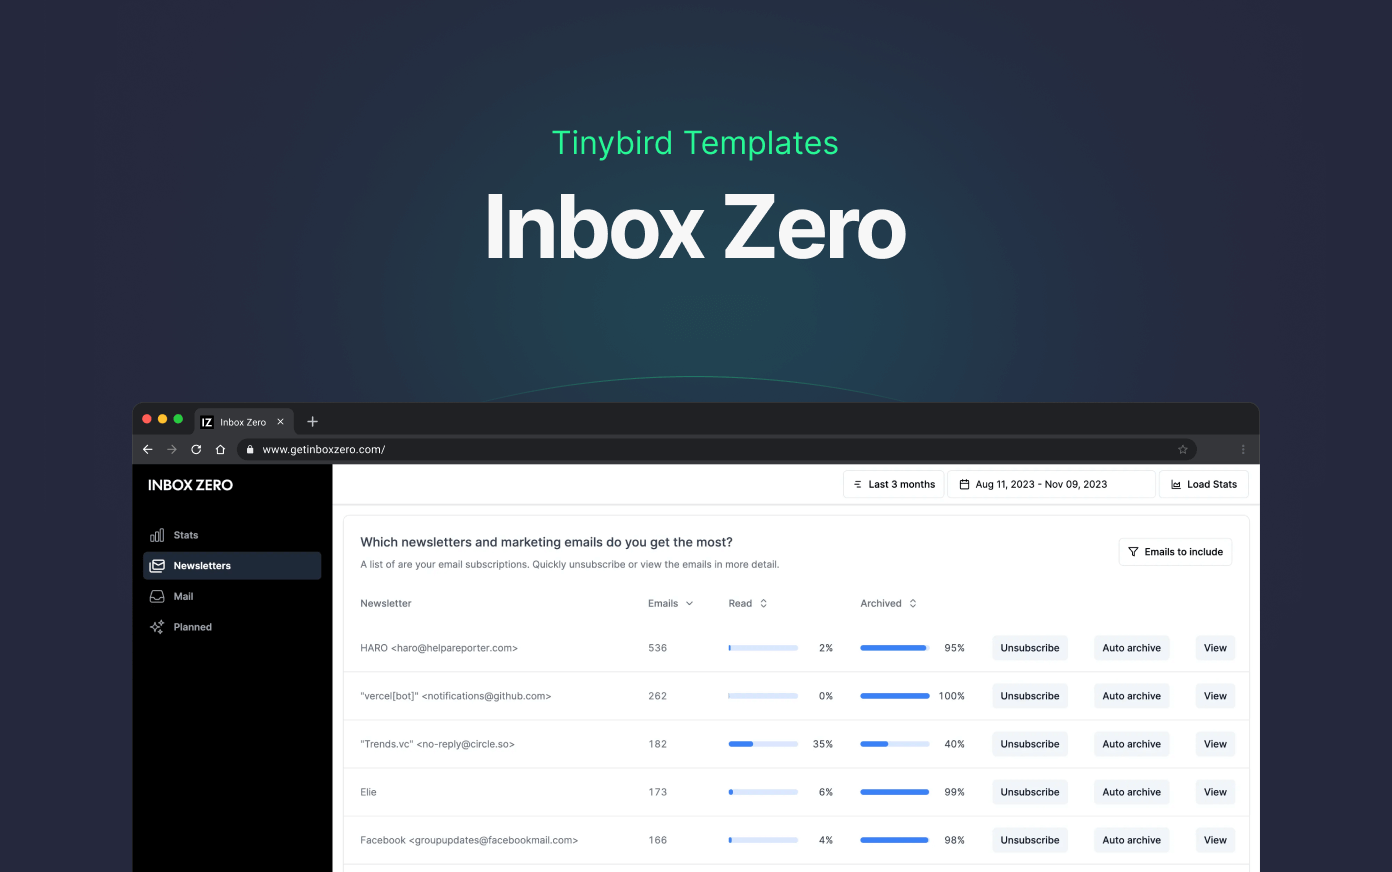 Tinybird Templates
Inbox Zero
IZ Inbox Zero
www.getinboxzero.com/
INBOX ZERO
Last 3 months
Aug 11, 2023 - Nov 09, 2023
Load Stats
Stats
Newsletters
Mail
Planned
Which newsletters and marketing emails do you get the most?
A list of are your email subscriptions. Quickly unsubscribe or view the emails in more detail.
Emails to include
Newsletter Emails Read Archived
HARO <haro@helpareporter.com> 536 2% 95% Unsubscribe Auto archive View
"vercel[bot]" <notifications@github.com> 262 0% 100% Unsubscribe Auto archive View
"Trends.vc" <no-reply@circle.so> 182 35% 40% Unsubscribe Auto archive View
Elie 173 6% 99% Unsubscribe Auto archive View
Facebook <groupupdates@facebookmail.com> 166 4% 98% Unsubscribe Auto archive View